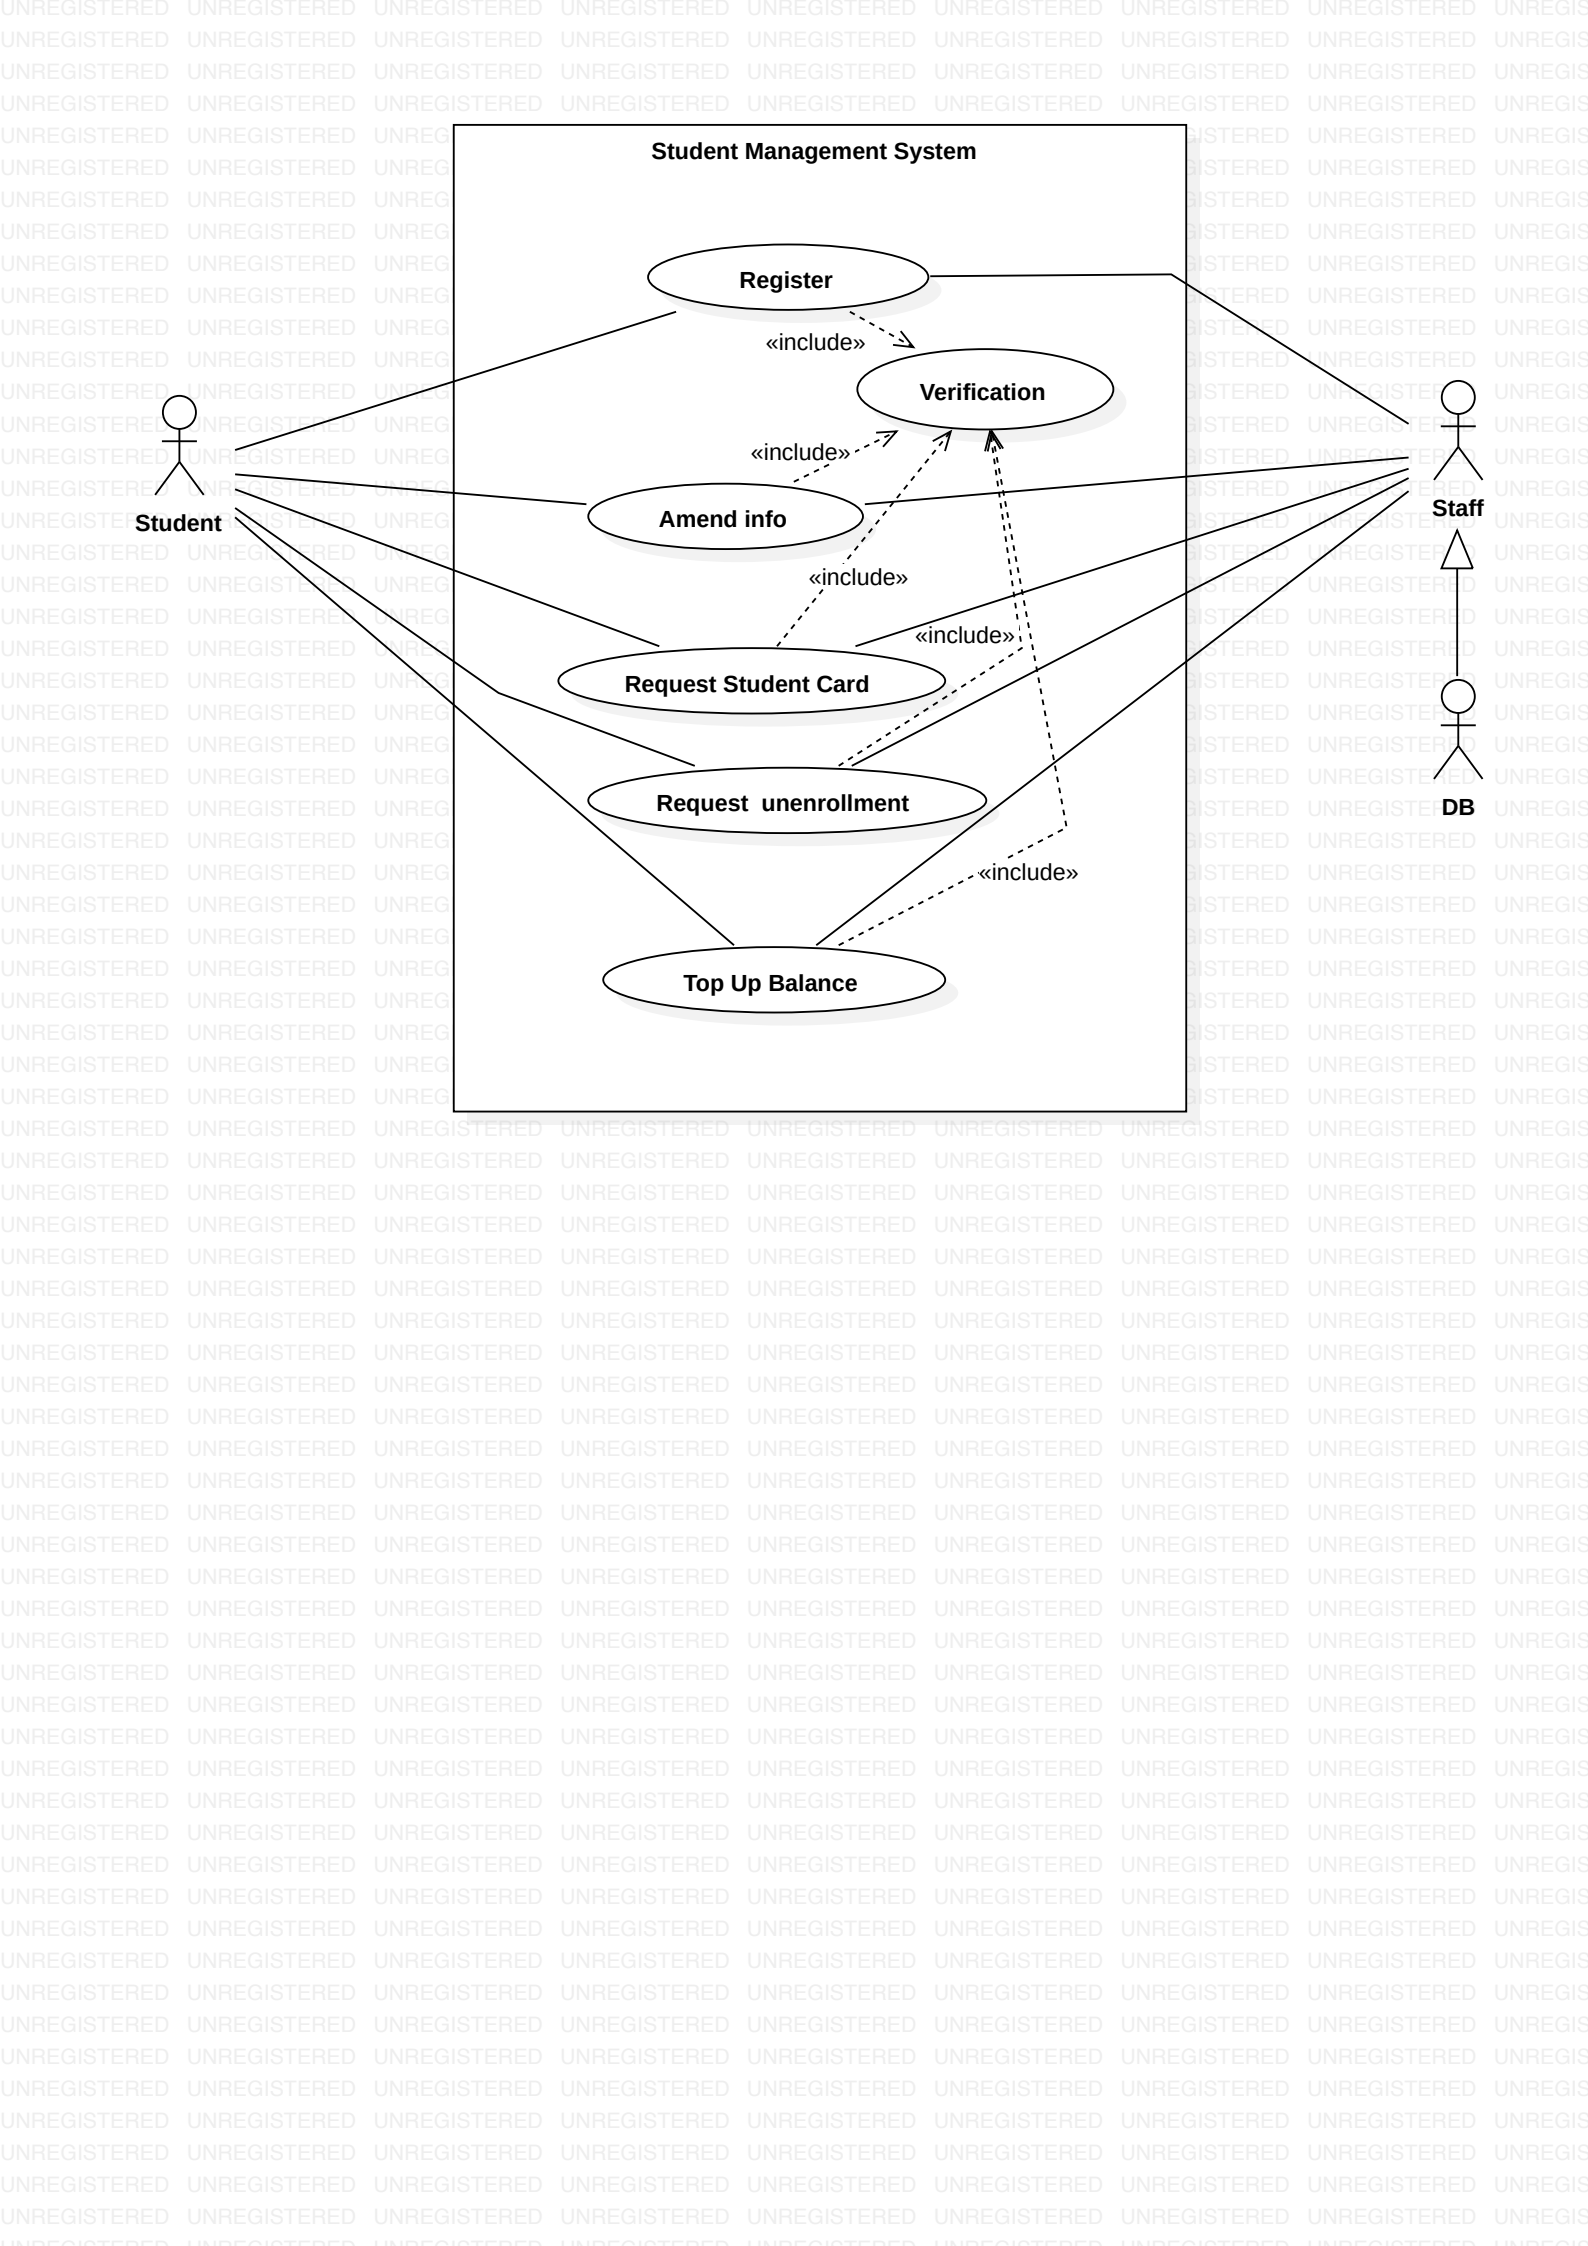 Student Management System
Register
«include»
Verification
«include»
Amend info
Student
Staff
«include»
«include»
Request Student Card
Request  unenrollment
DB
«include»
Top Up Balance
UNREGISTERED